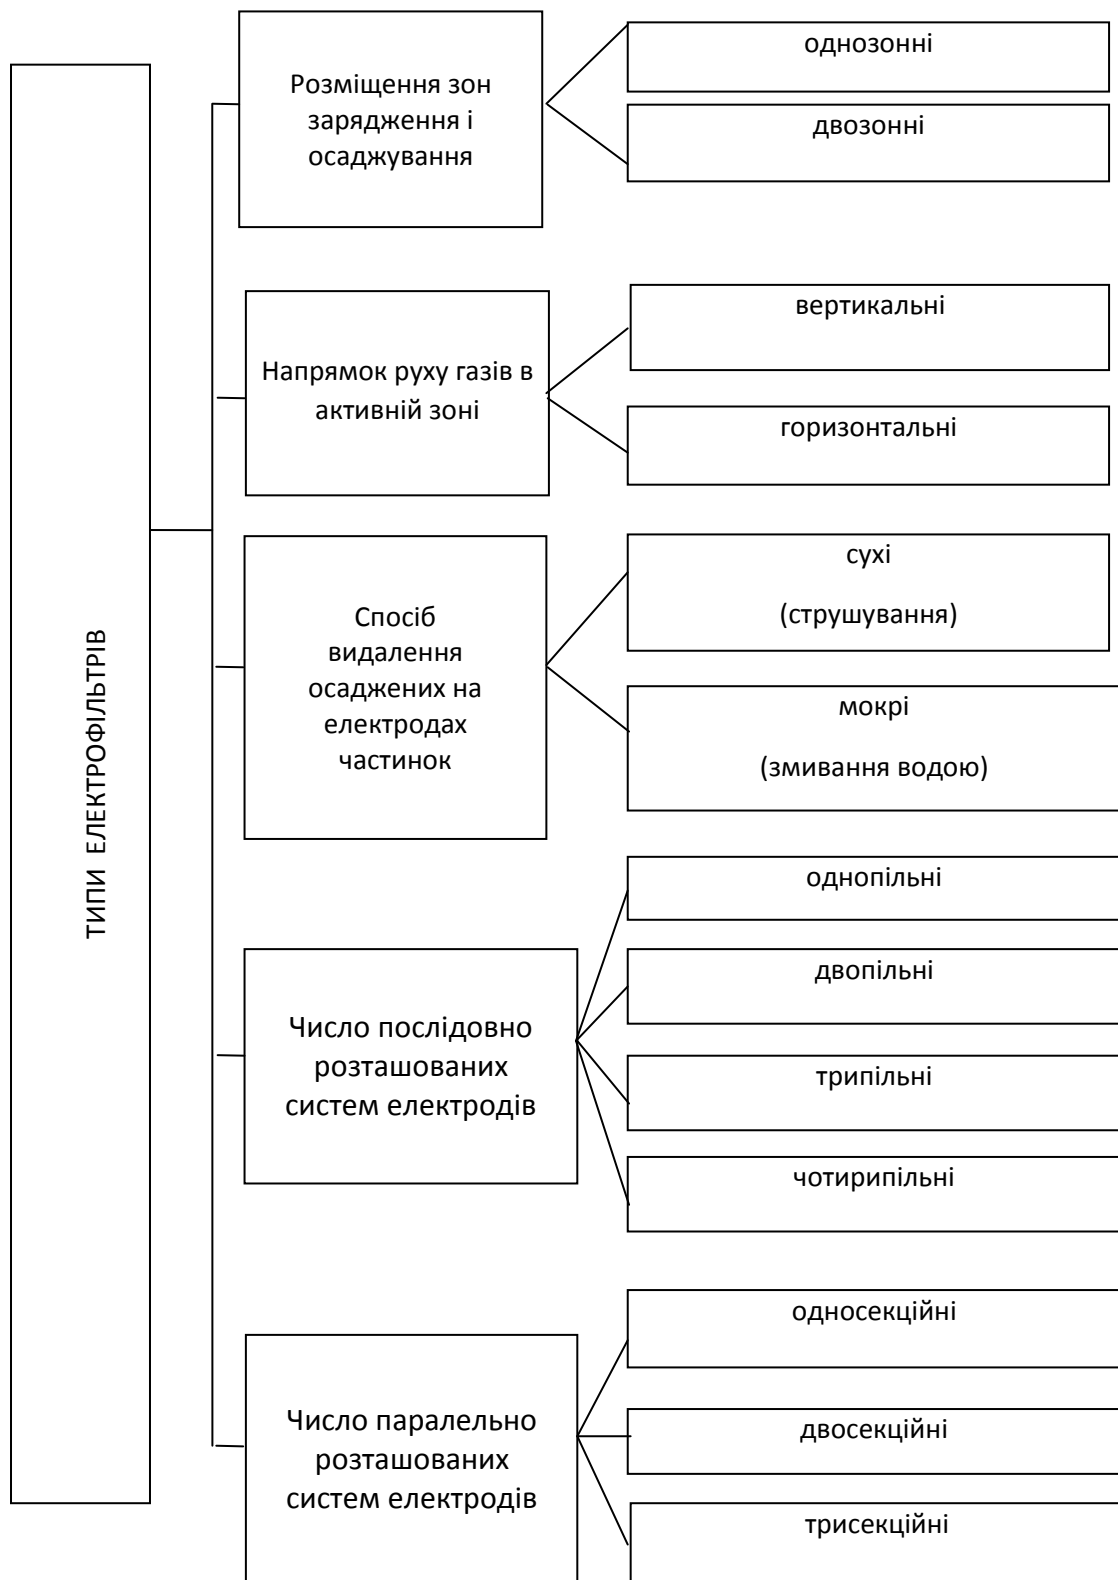 ТИПИ ЕЛЕКТРОФІЛЬТРІВ
Розміщення зон
зарядження і
осаджування
однозонні
двозонні
Напрямок руху газів в
активній зоні
вертикальні
горизонтальні
Спосіб
видалення
осаджених на
електродах
частинок
сухі
(струшування)
мокрі
(змивання водою)
Число послідовно
розташованих
систем електродів
однопільні
двопільні
трипільні
чотирипільні
Число паралельно
розташованих
систем електродів
односекційні
двосекційні
трисекційні